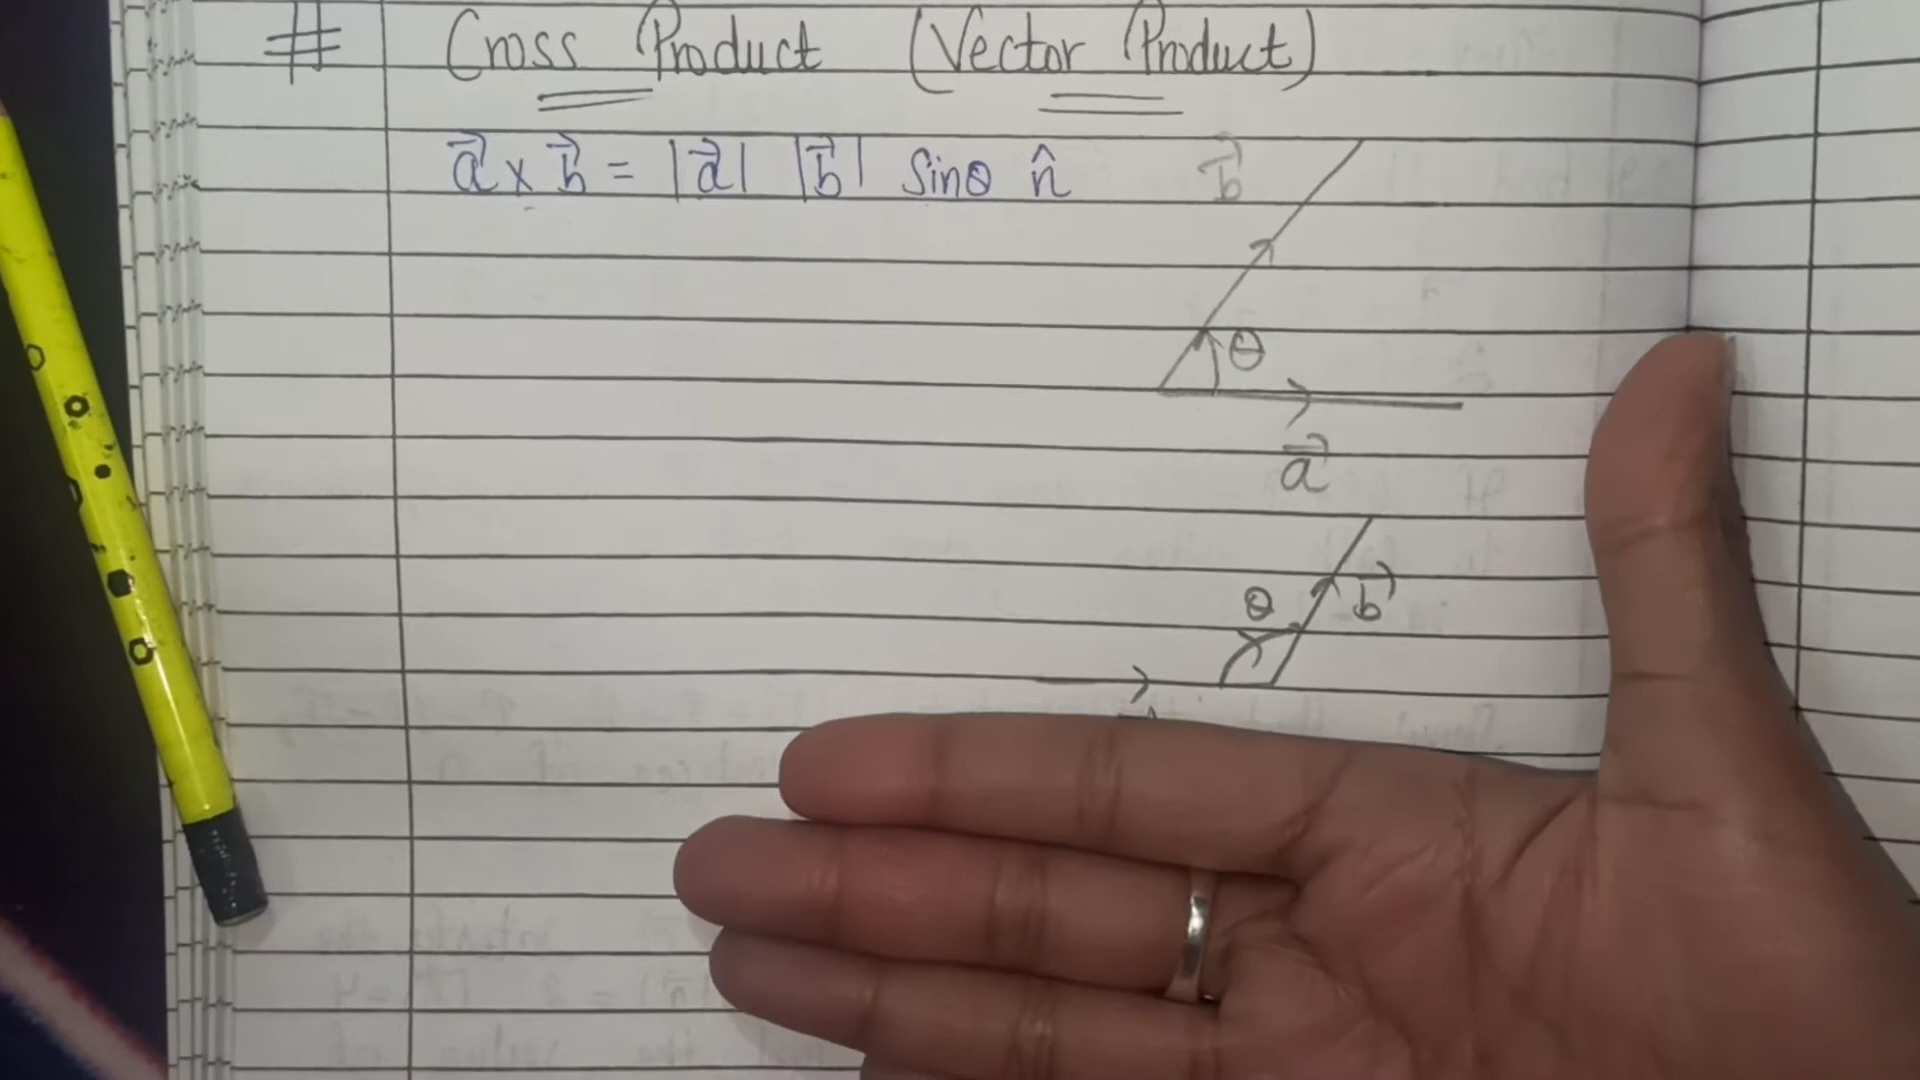 # Cross Product (Vector Product)
a⃗ × b⃗ = |a⃗| |b⃗| Sinθ n̂
b⃗
θ
a⃗
θ
b⃗